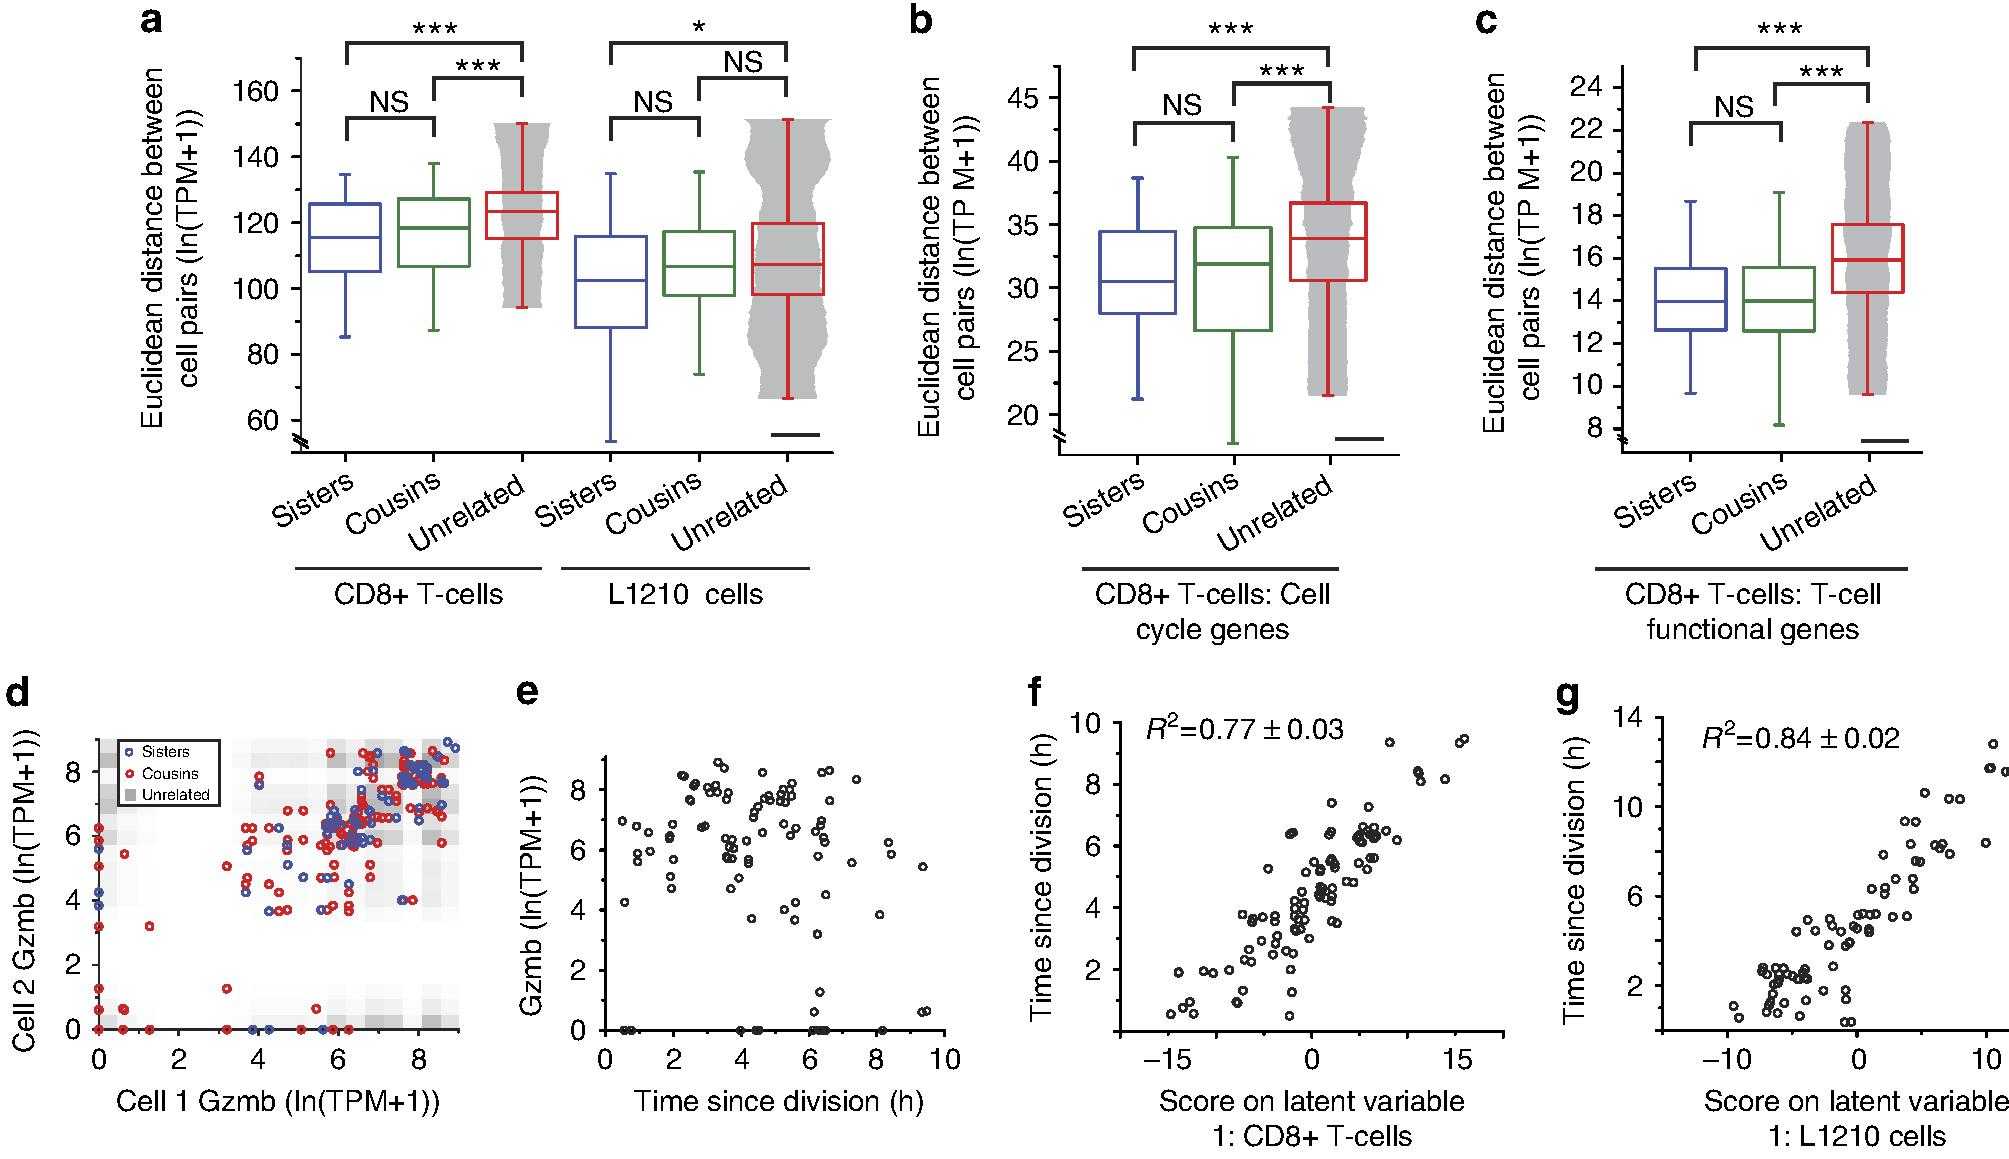 a
Euclidean distance between
cell pairs (ln(TPM+1))
160
140
120
100
80
60
***
***
NS
*
NS
NS
Sisters
Cousins
Unrelated
Sisters
Cousins
Unrelated
CD8+ T-cells
L1210 cells
b
Euclidean distance between
cell pairs (ln(TP M+1))
45
40
35
30
25
20
***
***
NS
Sisters
Cousins
Unrelated
CD8+ T-cells: Cell
cycle genes
c
Euclidean distance between
cell pairs (ln(TP M+1))
24
22
20
18
16
14
12
10
8
***
***
NS
Sisters
Cousins
Unrelated
CD8+ T-cells: T-cell
functional genes
d
Cell 2 Gzmb (ln(TPM+1))
8
6
4
2
0
Sisters
Cousins
Unrelated
0 2 4 6 8
Cell 1 Gzmb (ln(TPM+1))
e
Gzmb (ln(TPM+1))
8
6
4
2
0
0 2 4 6 8 10
Time since division (h)
f
Time since division (h)
10
8
6
4
2
R²=0.77 ± 0.03
−15 0 15
Score on latent variable
1: CD8+ T-cells
g
Time since division (h)
14
10
6
2
R²=0.84 ± 0.02
−10 0 10
Score on latent variable
1: L1210 cells